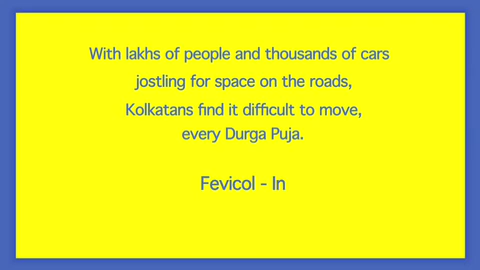 With lakhs of people and thousands of cars
jostling for space on the roads,
Kolkatans find it difficult to move,
every Durga Puja.
Fevicol - In